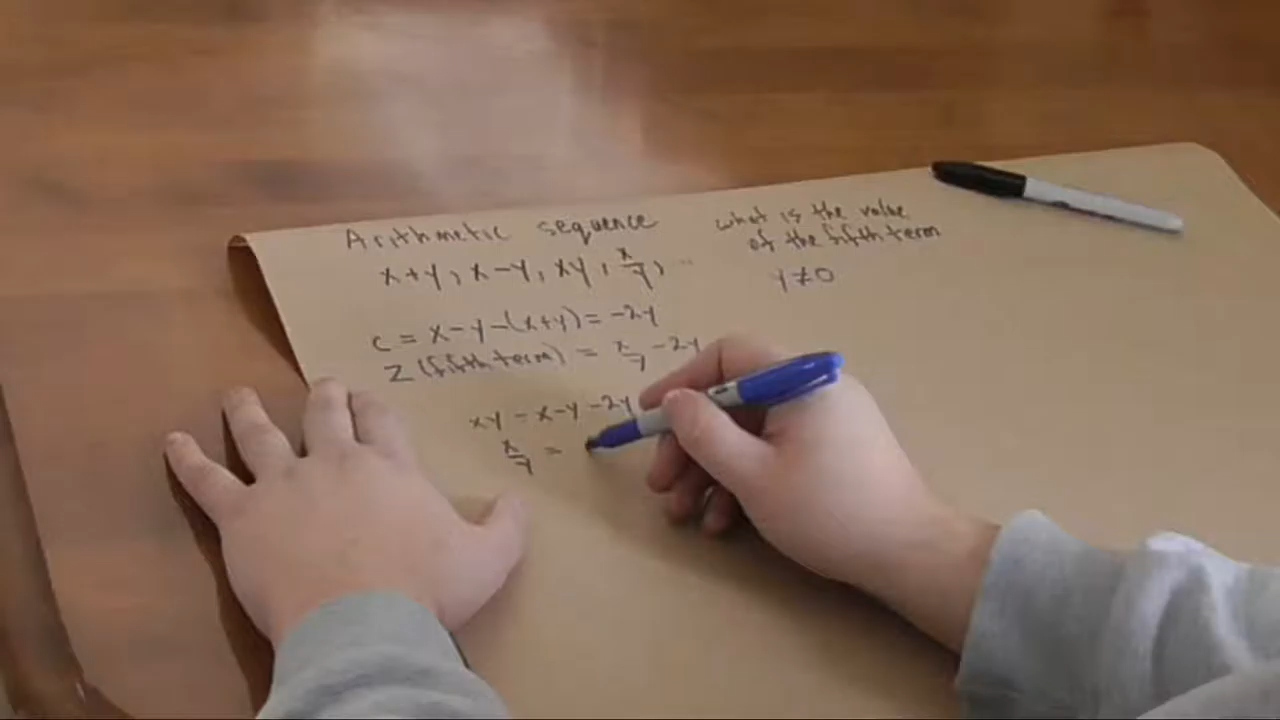 Arithmetic sequence
x+y, x-y, xy, x/y, ...
what is the value
of the fifth term
y≠0
c = x-y-(x+y) = -2y
z (fifth term) = x/y -2y
xy = x-y-2y
x/y =